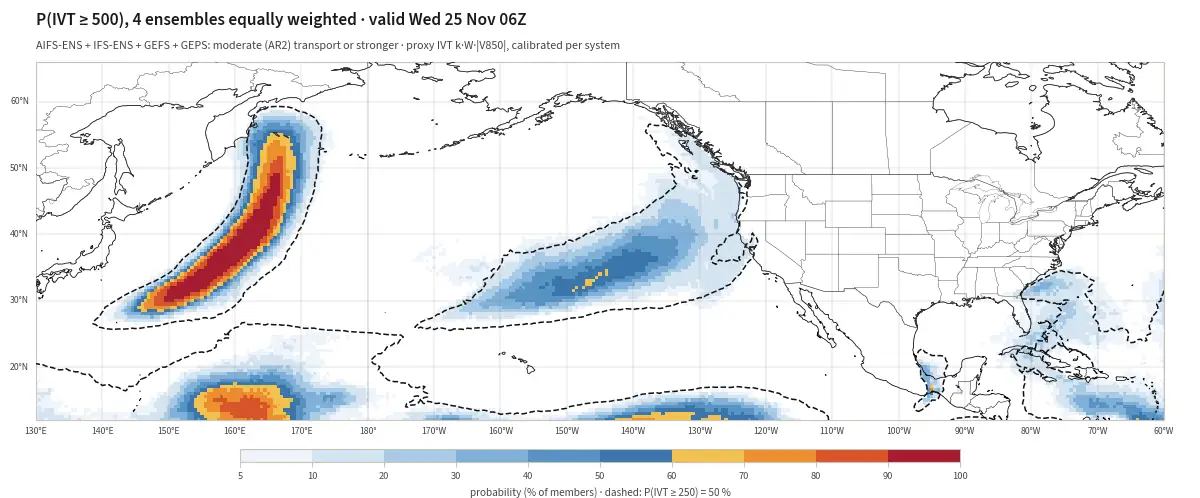 P(IVT ≥ 500), 4 ensembles equally weighted · valid Wed 25 Nov 06Z
AIFS-ENS + IFS-ENS + GEFS + GEPS: moderate (AR2) transport or stronger · proxy IVT k·W·|V850|, calibrated per system
60°N
50°N
40°N
30°N
20°N
130°E 140°E 150°E 160°E 170°E 180° 170°W 160°W 150°W 140°W 130°W 120°W 110°W 100°W 90°W 80°W 70°W 60°W
5 10 20 30 40 50 60 70 80 90 100
probability (% of members) · dashed: P(IVT ≥ 250) = 50 %